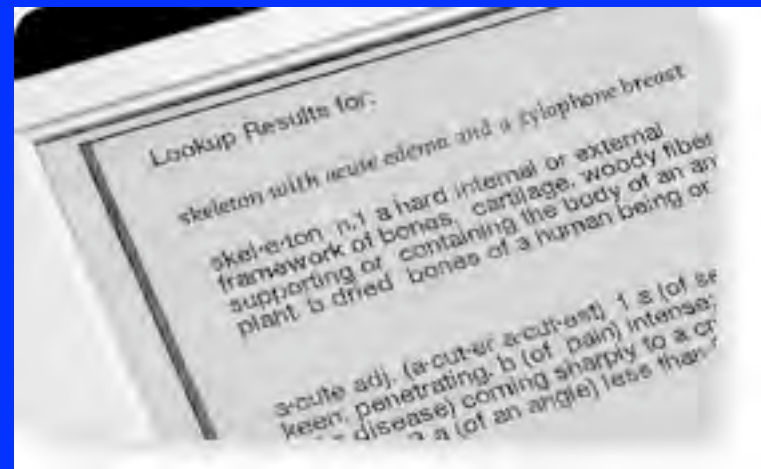 Lookup Results for:
skeleton with acute edema and a xylophone breast
skel·e·ton n.1 a hard internal or external
framework of bones, cartilage, woody fiber
supporting or containing the body of an an
plant b dried bones of a human being or
a·cute adj. (a·cut·er a·cut·est) 1 a (of se
keen, penetrating. b (of pain) intense;
disease) coming sharply to a cr
a (of an angle) less than